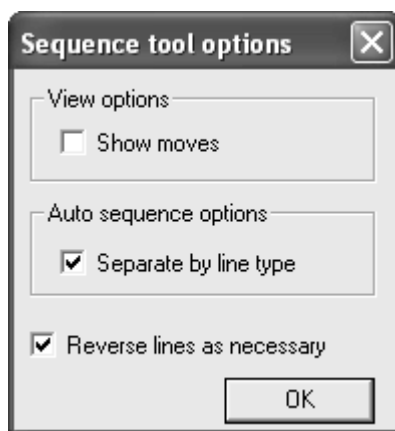 Sequence tool options
View options
Show moves
Auto sequence options
Separate by line type
Reverse lines as necessary
OK